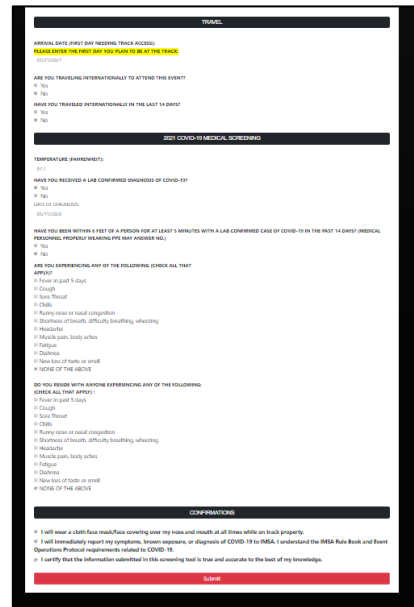 TRAVEL
ARRIVAL DATE (FIRST DAY NEEDING TRACK ACCESS):
PLEASE ENTER THE FIRST DAY YOU PLAN TO BE AT THE TRACK:
ARE YOU TRAVELING INTERNATIONALLY TO ATTEND THIS EVENT?
Yes
No
HAVE YOU TRAVELED INTERNATIONALLY IN THE LAST 14 DAYS?
Yes
No
2021 COVID-19 MEDICAL SCREENING
TEMPERATURE (FAHRENHEIT):
HAVE YOU RECEIVED A LAB CONFIRMED DIAGNOSIS OF COVID-19?
Yes
No
DATE OF DIAGNOSIS:
05/11/2020
HAVE YOU BEEN WITHIN 6 FEET OF A PERSON FOR AT LEAST 5 MINUTES WITH A LAB CONFIRMED CASE OF COVID-19 IN THE PAST 14 DAYS? (MEDICAL
PERSONNEL PROPERLY WEARING PPE MAY ANSWER NO.)
Yes
No
ARE YOU EXPERIENCING ANY OF THE FOLLOWING (CHECK ALL THAT
APPLY)?
Fever in past 5 days
Cough
Sore Throat
Chills
Runny nose or nasal congestion
Shortness of breath, difficulty breathing, wheezing
Headache
Muscle pain, body aches
Fatigue
Diahrrea
New loss of taste or smell
NONE OF THE ABOVE
DO YOU RESIDE WITH ANYONE EXPERIENCING ANY OF THE FOLLOWING:
(CHECK ALL THAT APPLY) :
Fever in past 5 days
Cough
Sore Throat
Chills
Runny nose or nasal congestion
Shortness of breath, difficulty breathing, wheezing
Headache
Muscle pain, body aches
Fatigue
Diahrrea
New loss of taste or smell
NONE OF THE ABOVE
CONFIRMATIONS
I will wear a cloth face mask/face covering over my nose and mouth at all times while on track property.
I will immediately report my symptoms, known exposure, or diagnosis of COVID-19 to IMSA. I understand the IMSA Rule Book and Event
Operations Protocol requirements related to COVID-19.
I certify that the information submitted in this screening tool is true and accurate to the best of my knowledge.
Submit